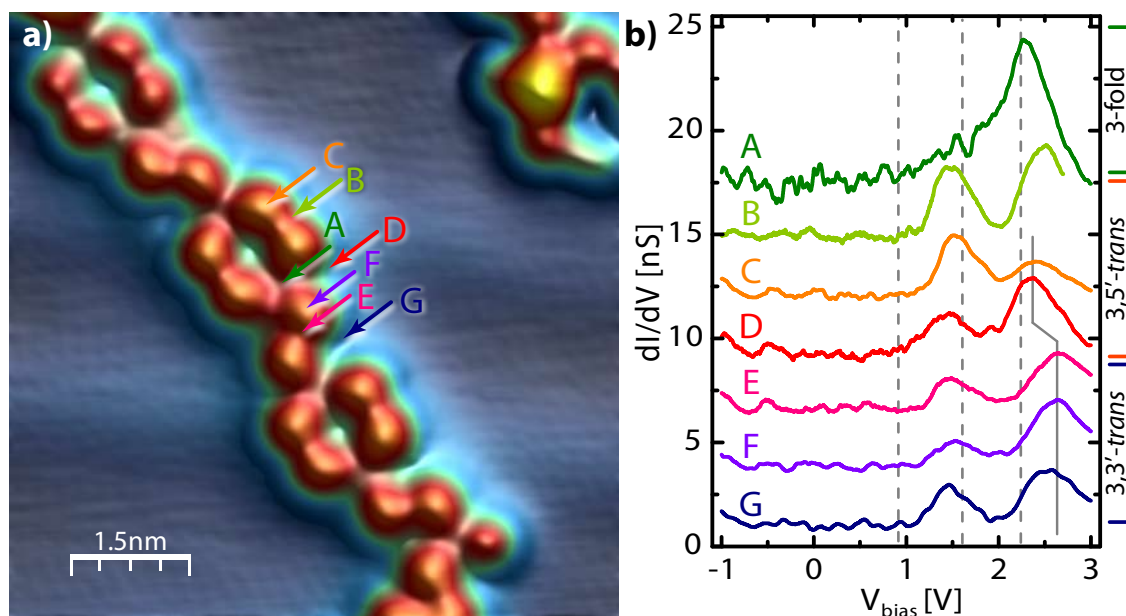 a)
C
B
A
D
F
E
G
1.5nm
b)
25
20
15
10
5
0
dI/dV [nS]
A
B
C
D
E
F
G
-1
0
1
2
3
V_bias [V]
3-fold
3,5'-trans
3,3'-trans